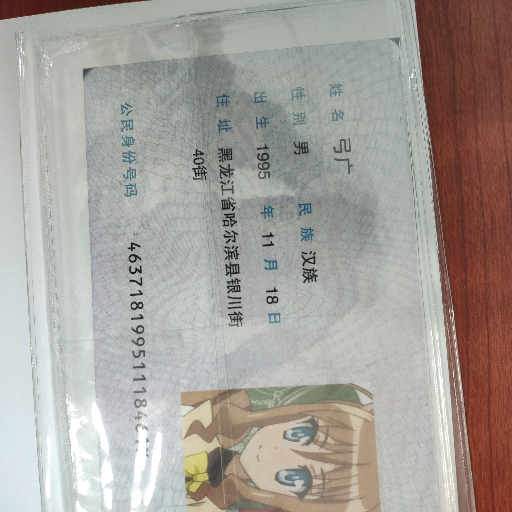 姓名 弓广
性别 男 民族 汉族
出生 1995 年 11 月 18 日
住址 黑龙江省哈尔滨县银川街
40街
公民身份号码 46371819951118